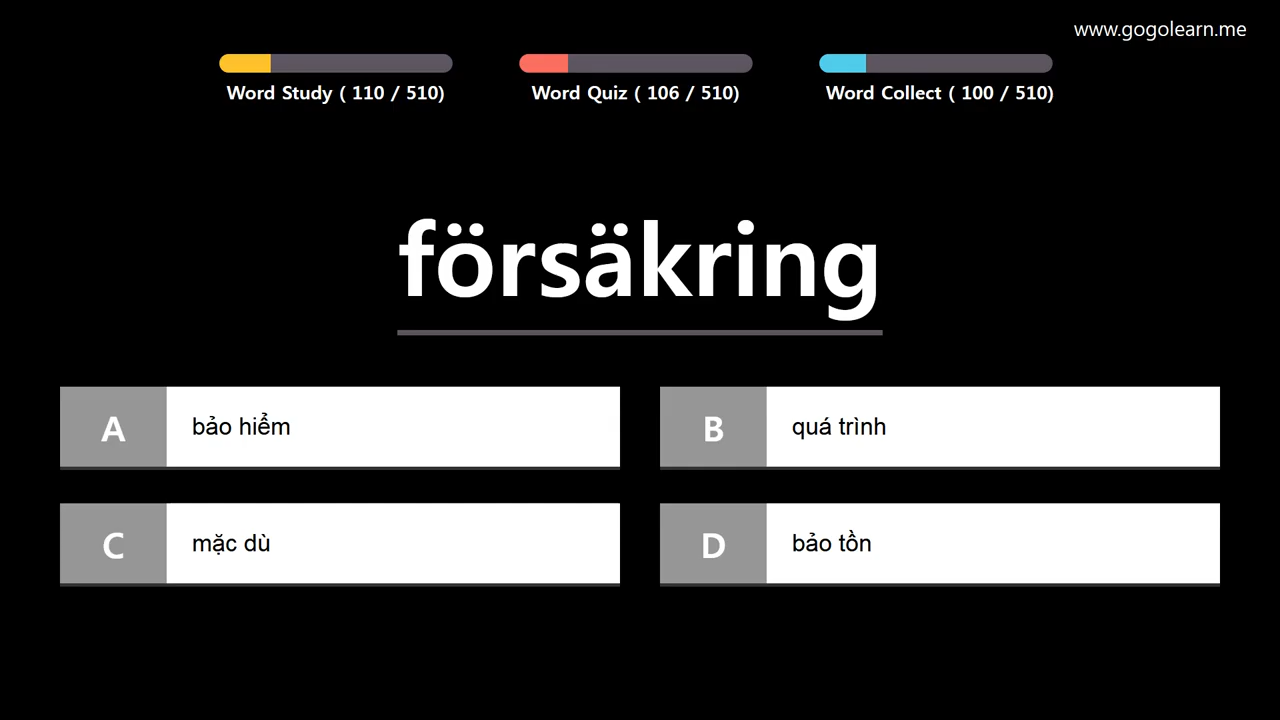 www.gogolearn.me
Word Study ( 110 / 510)
Word Quiz ( 106 / 510)
Word Collect ( 100 / 510)
försäkring
A
bảo hiểm
B
quá trình
C
mặc dù
D
bảo tồn